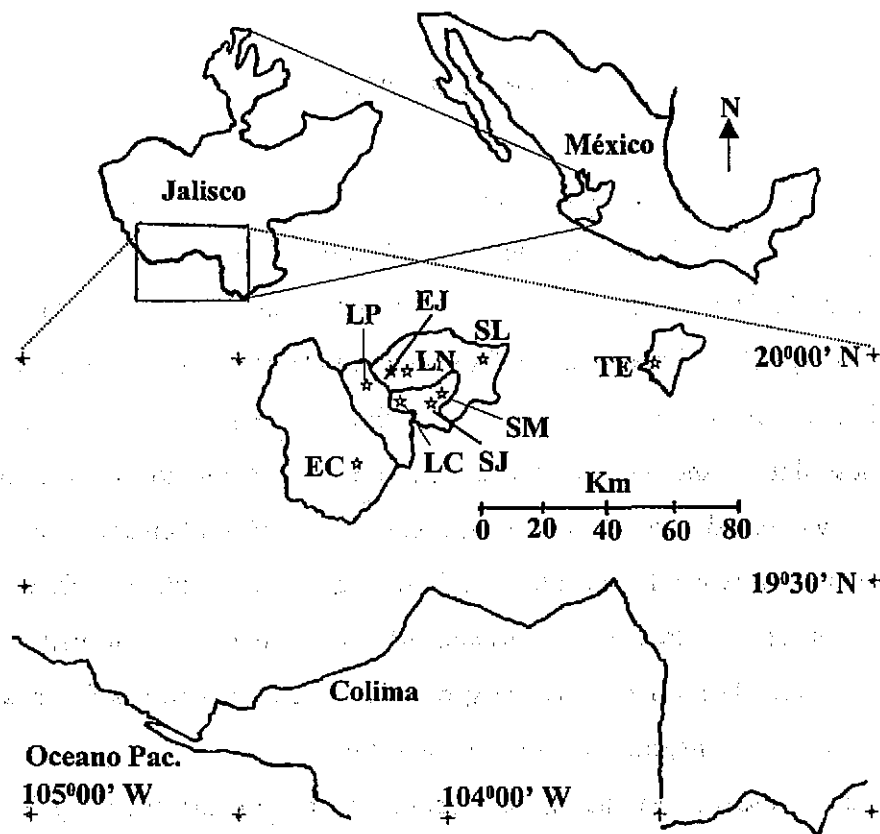 N
México
Jalisco
LP
EJ
SL
LN
TE
20⁰00' N
SM
EC
LC
SJ
Km
0 20 40 60 80
19⁰30' N
Colima
Oceano Pac.
105⁰00' W
104⁰00' W